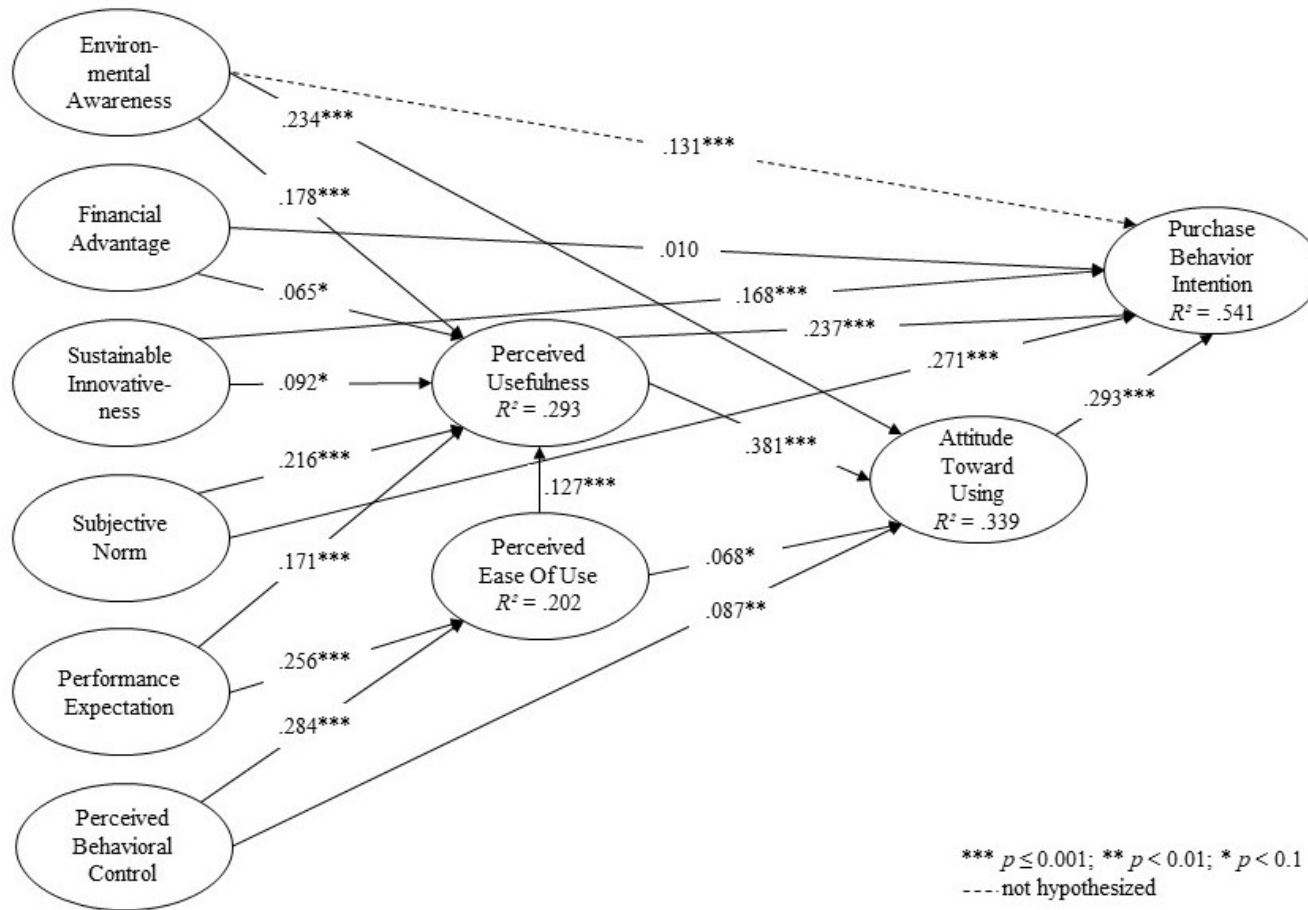 Environ-
mental
Awareness
.234***
.131***
.178***
Financial
Advantage
.010
Purchase
Behavior
Intention
R² = .541
.065*
.168***
Sustainable
Innovative-
ness
.092*
Perceived
Usefulness
R² = .293
.237***
.271***
.293***
.381***
Attitude
Toward
Using
R² = .339
.216***
.127***
Subjective
Norm
.171***
Perceived
Ease Of Use
R² = .202
.068*
.087**
Performance
Expectation
.256***
.284***
Perceived
Behavioral
Control
*** p ≤ 0.001; ** p < 0.01; * p < 0.1
----not hypothesized